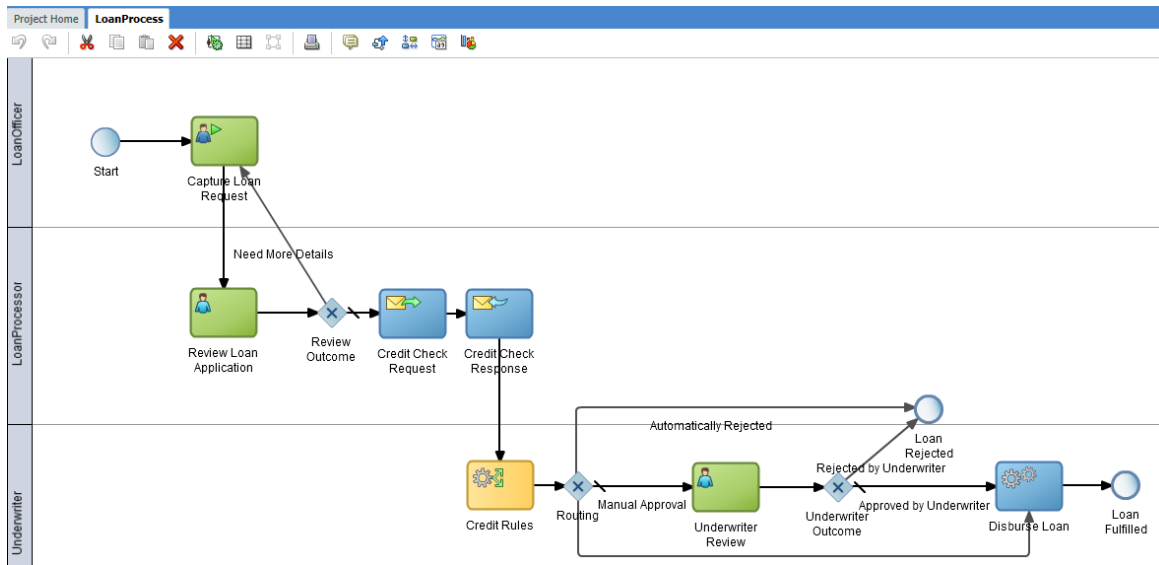 Project Home
LoanProcess
LoanOfficer
Start
Capture Loan
Request
LoanProcessor
Need More Details
Review Loan
Application
Review
Outcome
Credit Check
Request
Credit Check
Response
Underwriter
Automatically Rejected
Loan
Rejected
Rejected by Underwriter
Credit Rules
Routing
Manual Approval
Underwriter
Review
Underwriter
Outcome
Approved by Underwriter
Disburse Loan
Loan
Fulfilled